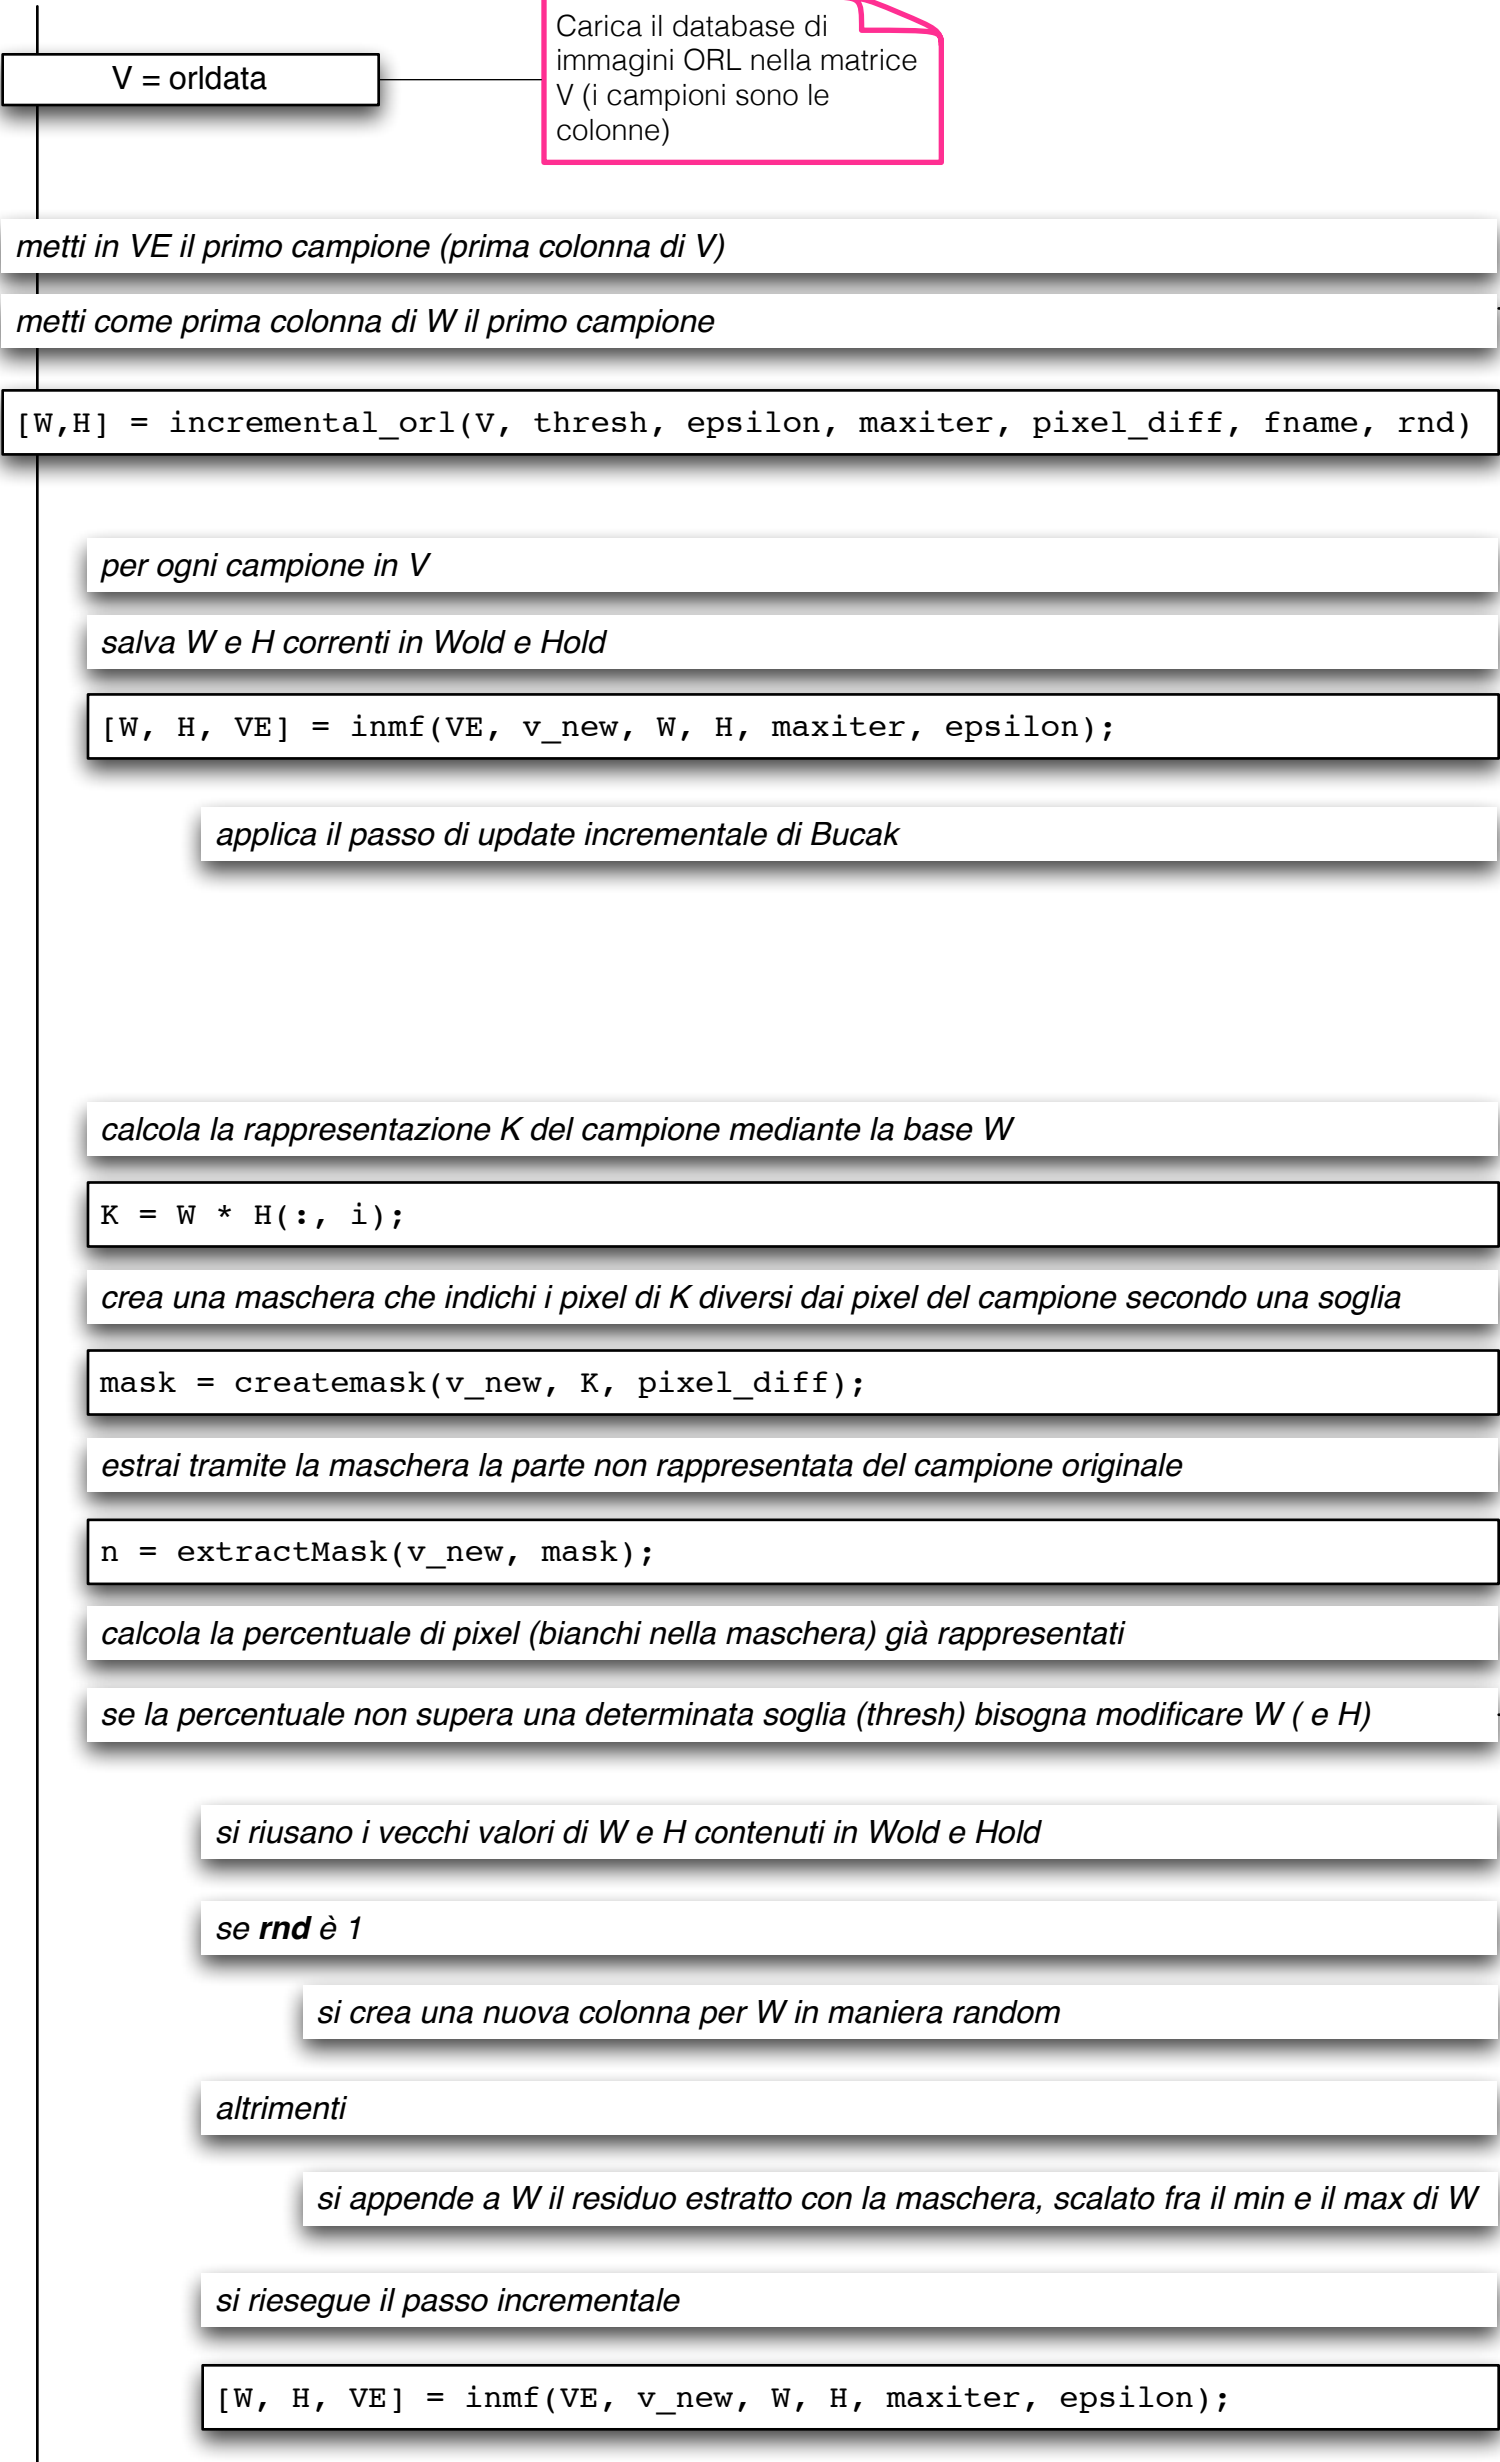 Carica il database di
immagini ORL nella matrice
V (i campioni sono le
colonne)
V = orldata
metti in VE il primo campione (prima colonna di V)
metti come prima colonna di W il primo campione
[W,H] = incremental_orl(V, thresh, epsilon, maxiter, pixel_diff, fname, rnd)
per ogni campione in V
salva W e H correnti in Wold e Hold
[W, H, VE] = inmf(VE, v_new, W, H, maxiter, epsilon);
applica il passo di update incrementale di Bucak
calcola la rappresentazione K del campione mediante la base W
K = W * H(:, i);
crea una maschera che indichi i pixel di K diversi dai pixel del campione secondo una soglia
mask = createmask(v_new, K, pixel_diff);
estrai tramite la maschera la parte non rappresentata del campione originale
n = extractMask(v_new, mask);
calcola la percentuale di pixel (bianchi nella maschera) già rappresentati
se la percentuale non supera una determinata soglia (thresh) bisogna modificare W ( e H)
si riusano i vecchi valori di W e H contenuti in Wold e Hold
se rnd è 1
si crea una nuova colonna per W in maniera random
altrimenti
si appende a W il residuo estratto con la maschera, scalato fra il min e il max di W
si riesegue il passo incrementale
[W, H, VE] = inmf(VE, v_new, W, H, maxiter, epsilon);